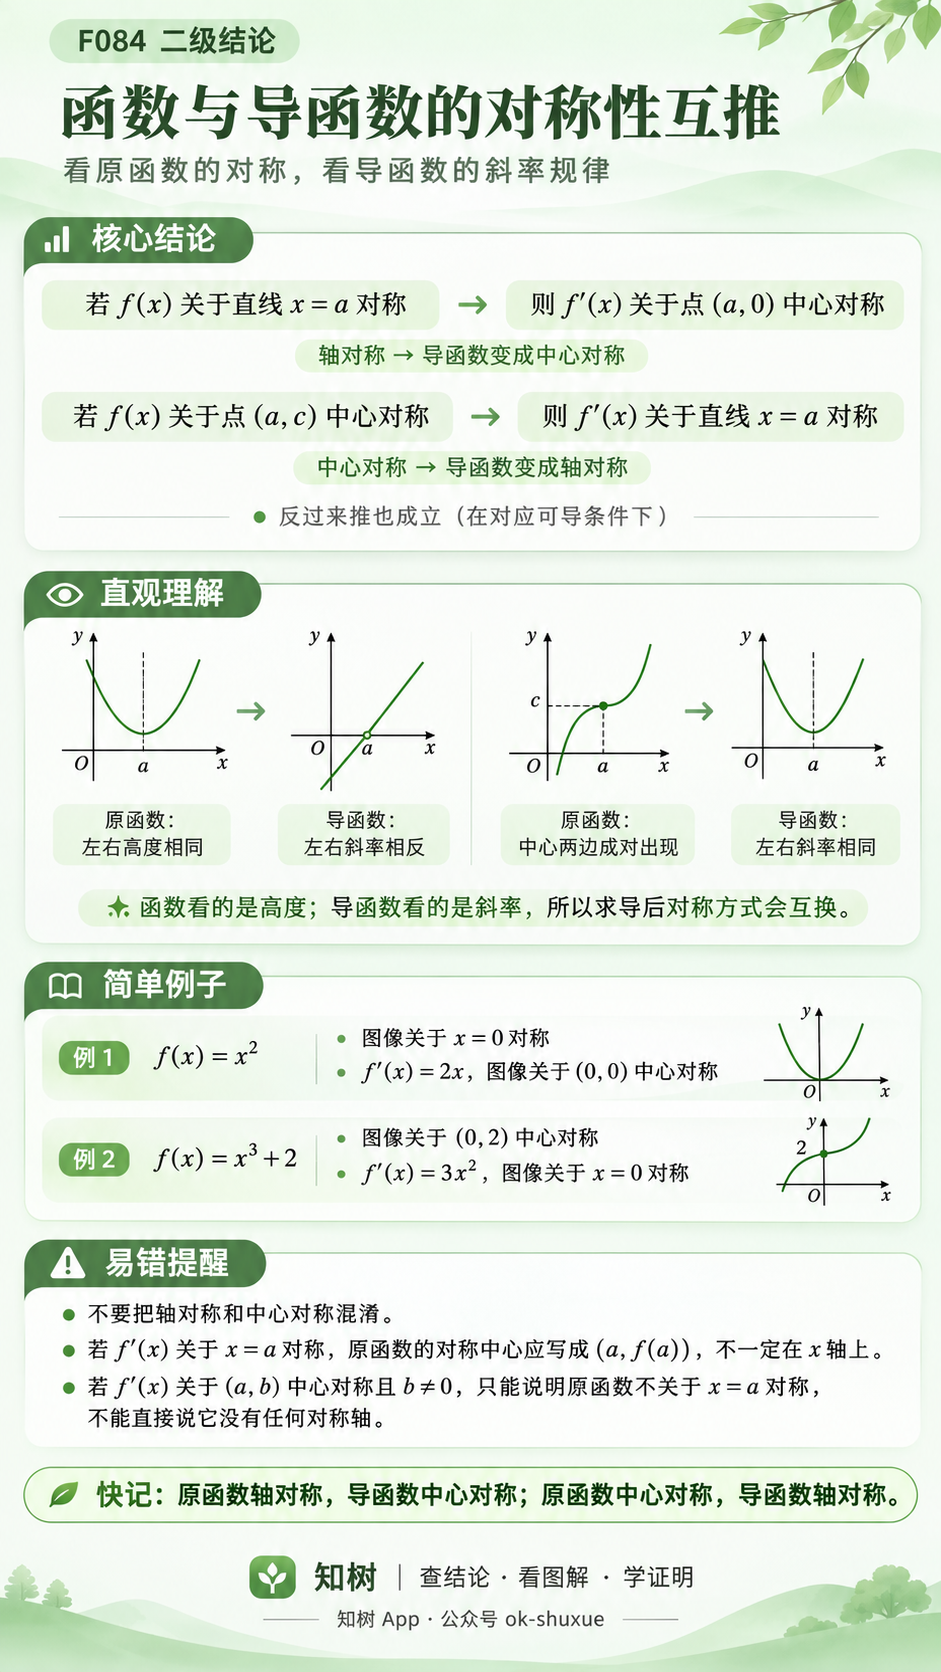 F084 二级结论
函数与导函数的对称性互推
看原函数的对称，看导函数的斜率规律
核心结论
若 f(x) 关于直线 x = a 对称 → 则 f′(x) 关于点 (a, 0) 中心对称
轴对称 → 导函数变成中心对称
若 f(x) 关于点 (a, c) 中心对称 → 则 f′(x) 关于直线 x = a 对称
中心对称 → 导函数变成轴对称
• 反过来推也成立（在对应可导条件下）
直观理解
y O a x
→
y O a x
y c O a x
→
y O a x
原函数：
左右高度相同
导函数：
左右斜率相反
原函数：
中心两边成对出现
导函数：
左右斜率相同
函数看的是高度；导函数看的是斜率，所以求导后对称方式会互换。
简单例子
例 1 f(x) = x²
• 图像关于 x = 0 对称
• f′(x) = 2x，图像关于 (0, 0) 中心对称
y O x
例 2 f(x) = x³ + 2
• 图像关于 (0, 2) 中心对称
• f′(x) = 3x²，图像关于 x = 0 对称
y 2 O x
易错提醒
• 不要把轴对称和中心对称混淆。
• 若 f′(x) 关于 x = a 对称，原函数的对称中心应写成 (a, f(a))，不一定在 x 轴上。
• 若 f′(x) 关于 (a, b) 中心对称且 b ≠ 0，只能说明原函数不关于 x = a 对称，
不能直接说它没有任何对称轴。
快记：原函数轴对称，导函数中心对称；原函数中心对称，导函数轴对称。
知树 | 查结论 · 看图解 · 学证明
知树 App · 公众号 ok-shuxue